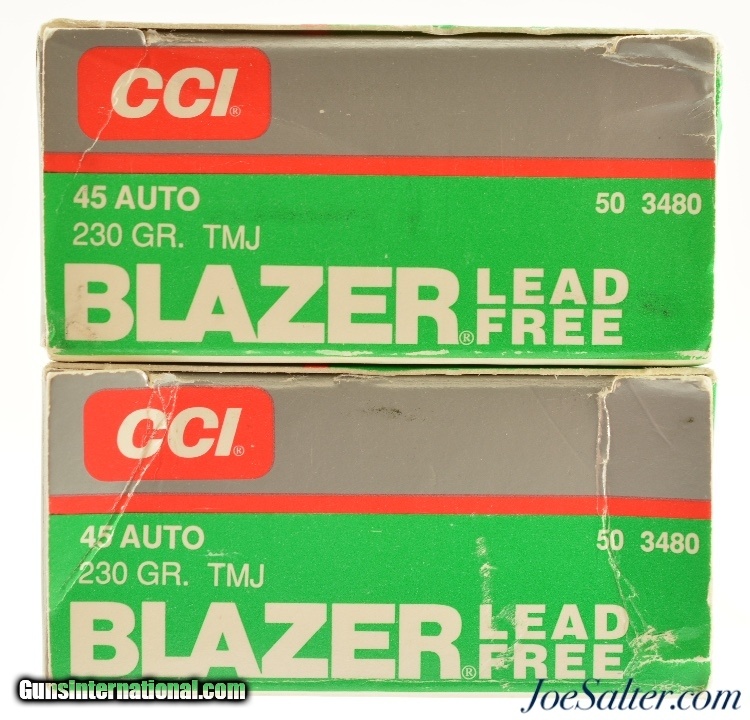 CCI®
45 AUTO 50 3480
230 GR. TMJ
BLAZER® LEAD FREE
CCI®
45 AUTO 50 3480
230 GR. TMJ
BLAZER® LEAD FREE
GunsInternational.com
JoeSalter.com